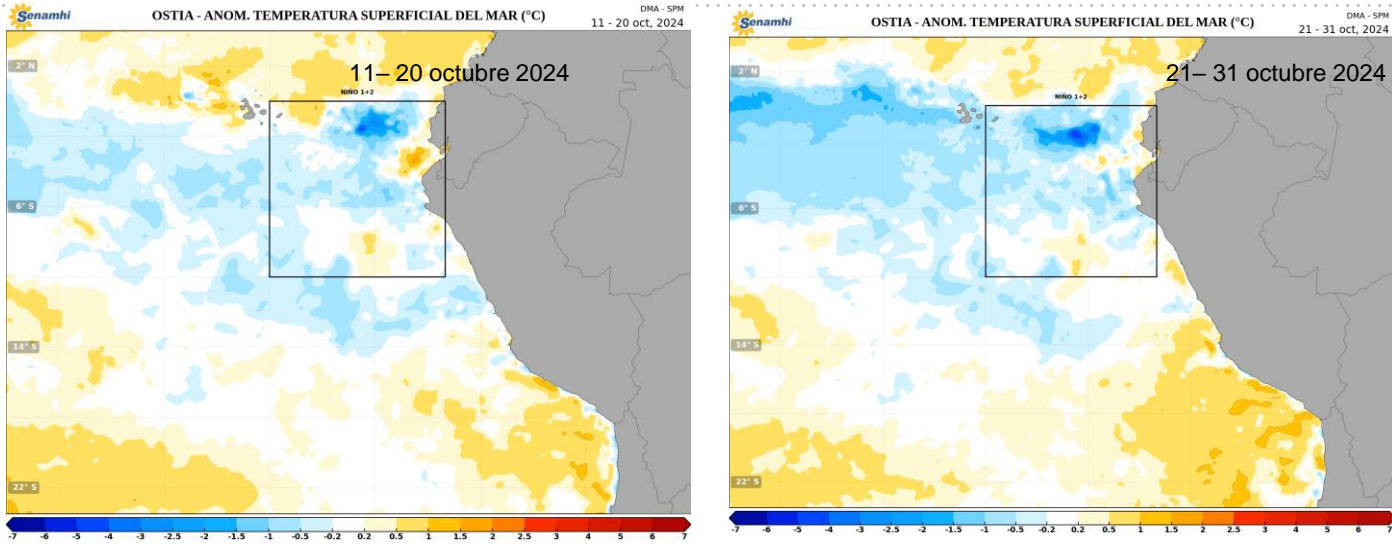 Senamhi
OSTIA - ANOM. TEMPERATURA SUPERFICIAL DEL MAR (°C)
DMA - SPM
11 - 20 oct, 2024
11– 20 octubre 2024
2° N
NIÑO 1+2
6° S
14° S
22° S
-7 -6 -5 -4 -3 -2.5 -2 -1.5 -1 -0.5 -0.2 0.2 0.5 1 1.5 2 2.5 3 4 5 6 7
Senamhi
OSTIA - ANOM. TEMPERATURA SUPERFICIAL DEL MAR (°C)
DMA - SPM
21 - 31 oct, 2024
21– 31 octubre 2024
2° N
NIÑO 1+2
6° S
14° S
22° S
-7 -6 -5 -4 -3 -2.5 -2 -1.5 -1 -0.5 -0.2 0.2 0.5 1 1.5 2 2.5 3 4 5 6 7